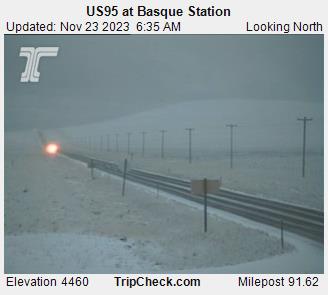 US95 at Basque Station
Updated: Nov 23 2023 6:35 AM Looking North
Elevation 4460 TripCheck.com Milepost 91.62